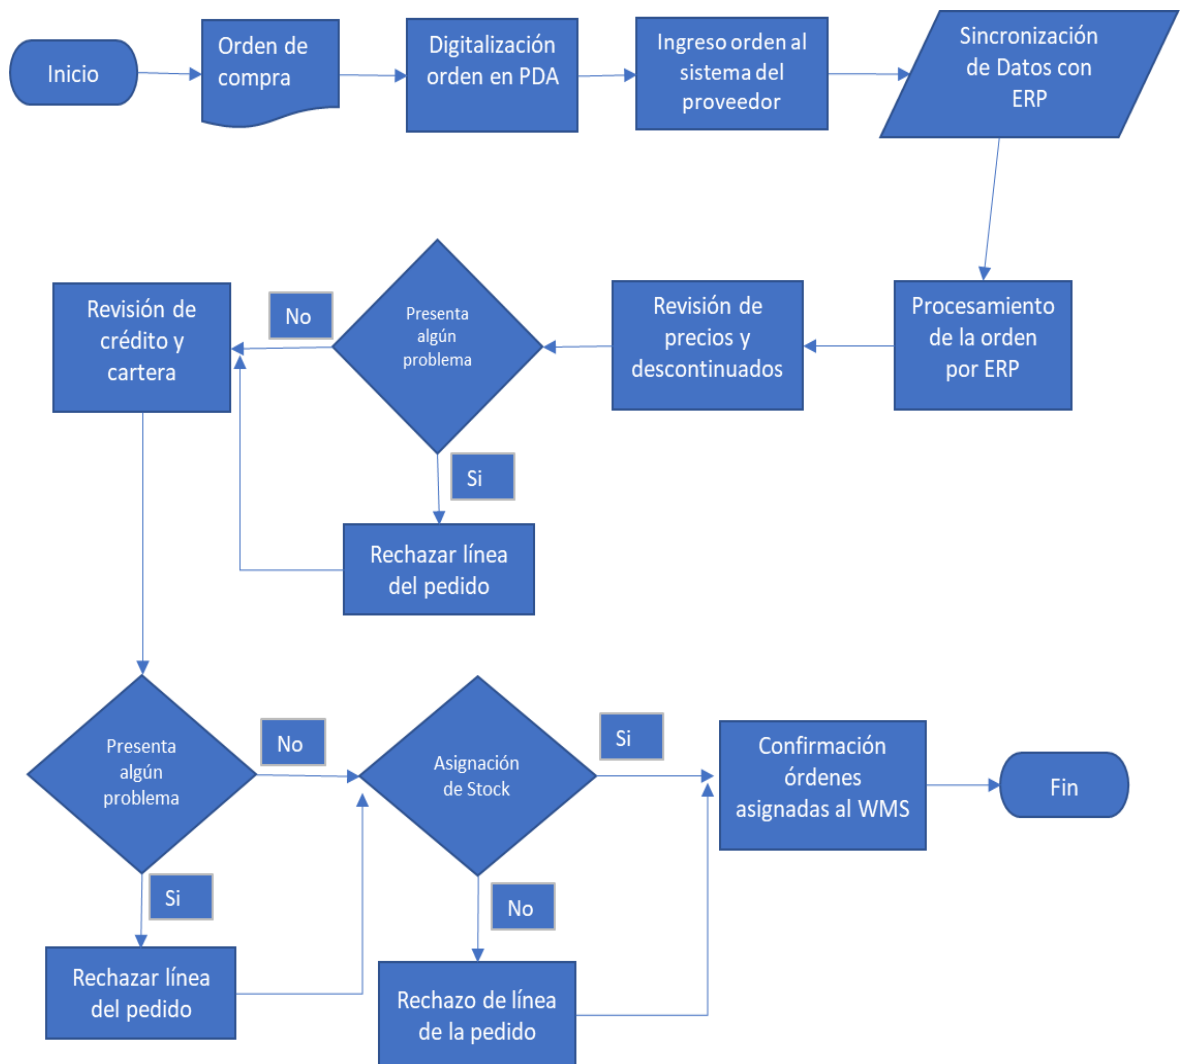 Inicio
Orden de
compra
Digitalización
orden en PDA
Ingreso orden al
sistema del
proveedor
Sincronización
de Datos con
ERP
Procesamiento
de la orden
por ERP
Revisión de
precios y
descontinuados
Presenta
algún
problema
No
Revisión de
crédito y
cartera
Si
Rechazar línea
del pedido
Presenta
algún
problema
No
Si
Rechazar línea
del pedido
Asignación
de Stock
Si
No
Rechazo de línea
de la pedido
Confirmación
órdenes
asignadas al WMS
Fin